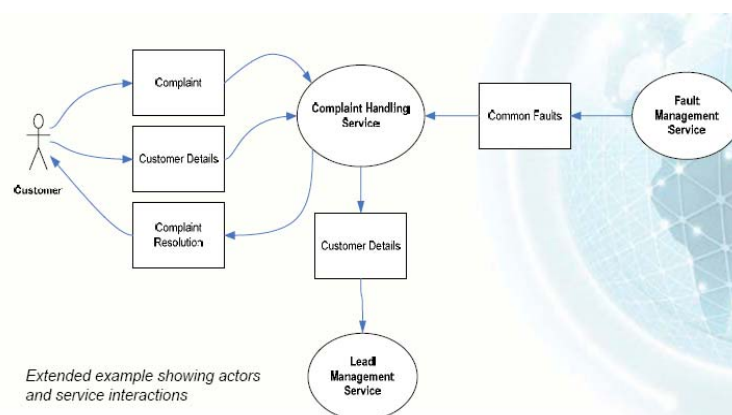 Complaint
Complaint Handling
Service
Common Faults
Fault
Management
Service
Customer Details
Customer
Complaint
Resolution
Customer Details
Lead
Management
Service
Extended example showing actors
and service interactions